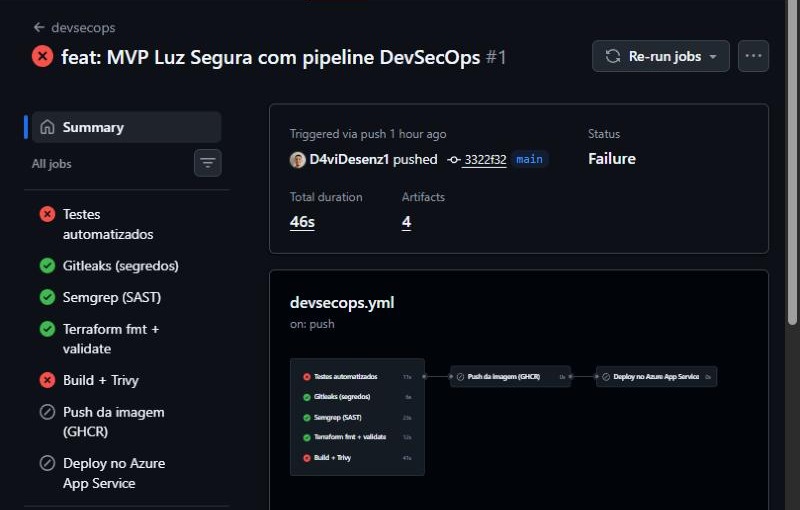 ← devsecops
feat: MVP Luz Segura com pipeline DevSecOps #1
Re-run jobs
...
Summary
All jobs
Testes
automatizados
Gitleaks (segredos)
Semgrep (SAST)
Terraform fmt +
validate
Build + Trivy
Push da imagem
(GHCR)
Deploy no Azure
App Service
Triggered via push 1 hour ago
D4viDesenz1 pushed 3322f32 main
Status
Failure
Total duration
46s
Artifacts
4
devsecops.yml
on: push
Testes automatizados
Gitleaks (segredos)
Semgrep (SAST)
Terraform fmt + validate
Build + Trivy
Push da imagem (GHCR)
Deploy no Azure App Service